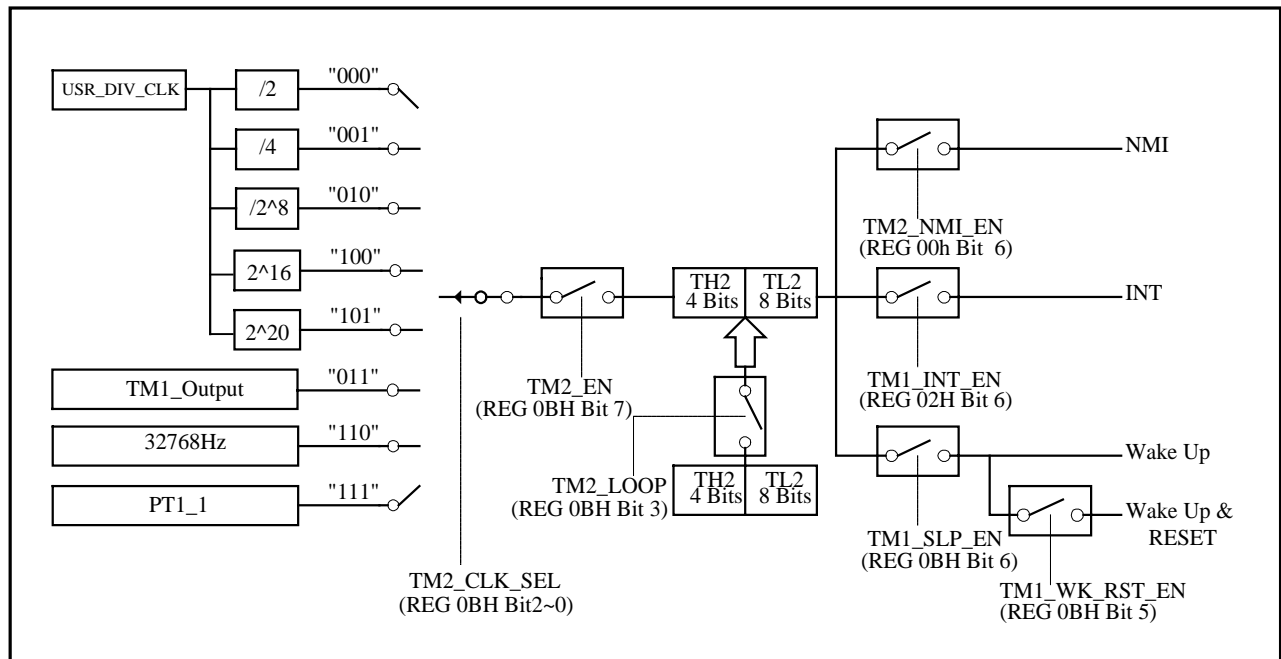 USR_DIV_CLK
/2
"000"
/4
"001"
/2^8
"010"
2^16
"100"
2^20
"101"
TM1_Output
"011"
32768Hz
"110"
PT1_1
"111"
TM2_CLK_SEL
(REG 0BH Bit2~0)
TM2_EN
(REG 0BH Bit 7)
TH2
4 Bits
TL2
8 Bits
TM2_LOOP
(REG 0BH Bit 3)
TH2
4 Bits
TL2
8 Bits
NMI
TM2_NMI_EN
(REG 00h Bit 6)
INT
TM1_INT_EN
(REG 02H Bit 6)
Wake Up
TM1_SLP_EN
(REG 0BH Bit 6)
Wake Up &
RESET
TM1_WK_RST_EN
(REG 0BH Bit 5)